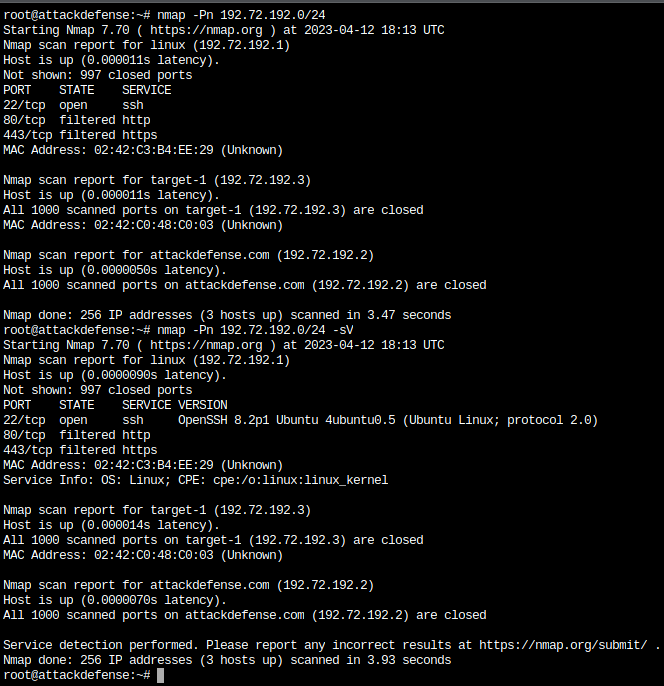 root@attackdefense:~# nmap -Pn 192.72.192.0/24
Starting Nmap 7.70 ( https://nmap.org ) at 2023-04-12 18:13 UTC
Nmap scan report for linux (192.72.192.1)
Host is up (0.000011s latency).
Not shown: 997 closed ports
PORT    STATE    SERVICE
22/tcp  open     ssh
80/tcp  filtered http
443/tcp filtered https
MAC Address: 02:42:C3:B4:EE:29 (Unknown)

Nmap scan report for target-1 (192.72.192.3)
Host is up (0.000011s latency).
All 1000 scanned ports on target-1 (192.72.192.3) are closed
MAC Address: 02:42:C0:48:C0:03 (Unknown)

Nmap scan report for attackdefense.com (192.72.192.2)
Host is up (0.0000050s latency).
All 1000 scanned ports on attackdefense.com (192.72.192.2) are closed

Nmap done: 256 IP addresses (3 hosts up) scanned in 3.47 seconds
root@attackdefense:~# nmap -Pn 192.72.192.0/24 -sV
Starting Nmap 7.70 ( https://nmap.org ) at 2023-04-12 18:13 UTC
Nmap scan report for linux (192.72.192.1)
Host is up (0.0000090s latency).
Not shown: 997 closed ports
PORT    STATE    SERVICE VERSION
22/tcp  open     ssh     OpenSSH 8.2p1 Ubuntu 4ubuntu0.5 (Ubuntu Linux; protocol 2.0)
80/tcp  filtered http
443/tcp filtered https
MAC Address: 02:42:C3:B4:EE:29 (Unknown)
Service Info: OS: Linux; CPE: cpe:/o:linux:linux_kernel

Nmap scan report for target-1 (192.72.192.3)
Host is up (0.000014s latency).
All 1000 scanned ports on target-1 (192.72.192.3) are closed
MAC Address: 02:42:C0:48:C0:03 (Unknown)

Nmap scan report for attackdefense.com (192.72.192.2)
Host is up (0.0000070s latency).
All 1000 scanned ports on attackdefense.com (192.72.192.2) are closed

Service detection performed. Please report any incorrect results at https://nmap.org/submit/ .
Nmap done: 256 IP addresses (3 hosts up) scanned in 3.93 seconds
root@attackdefense:~#